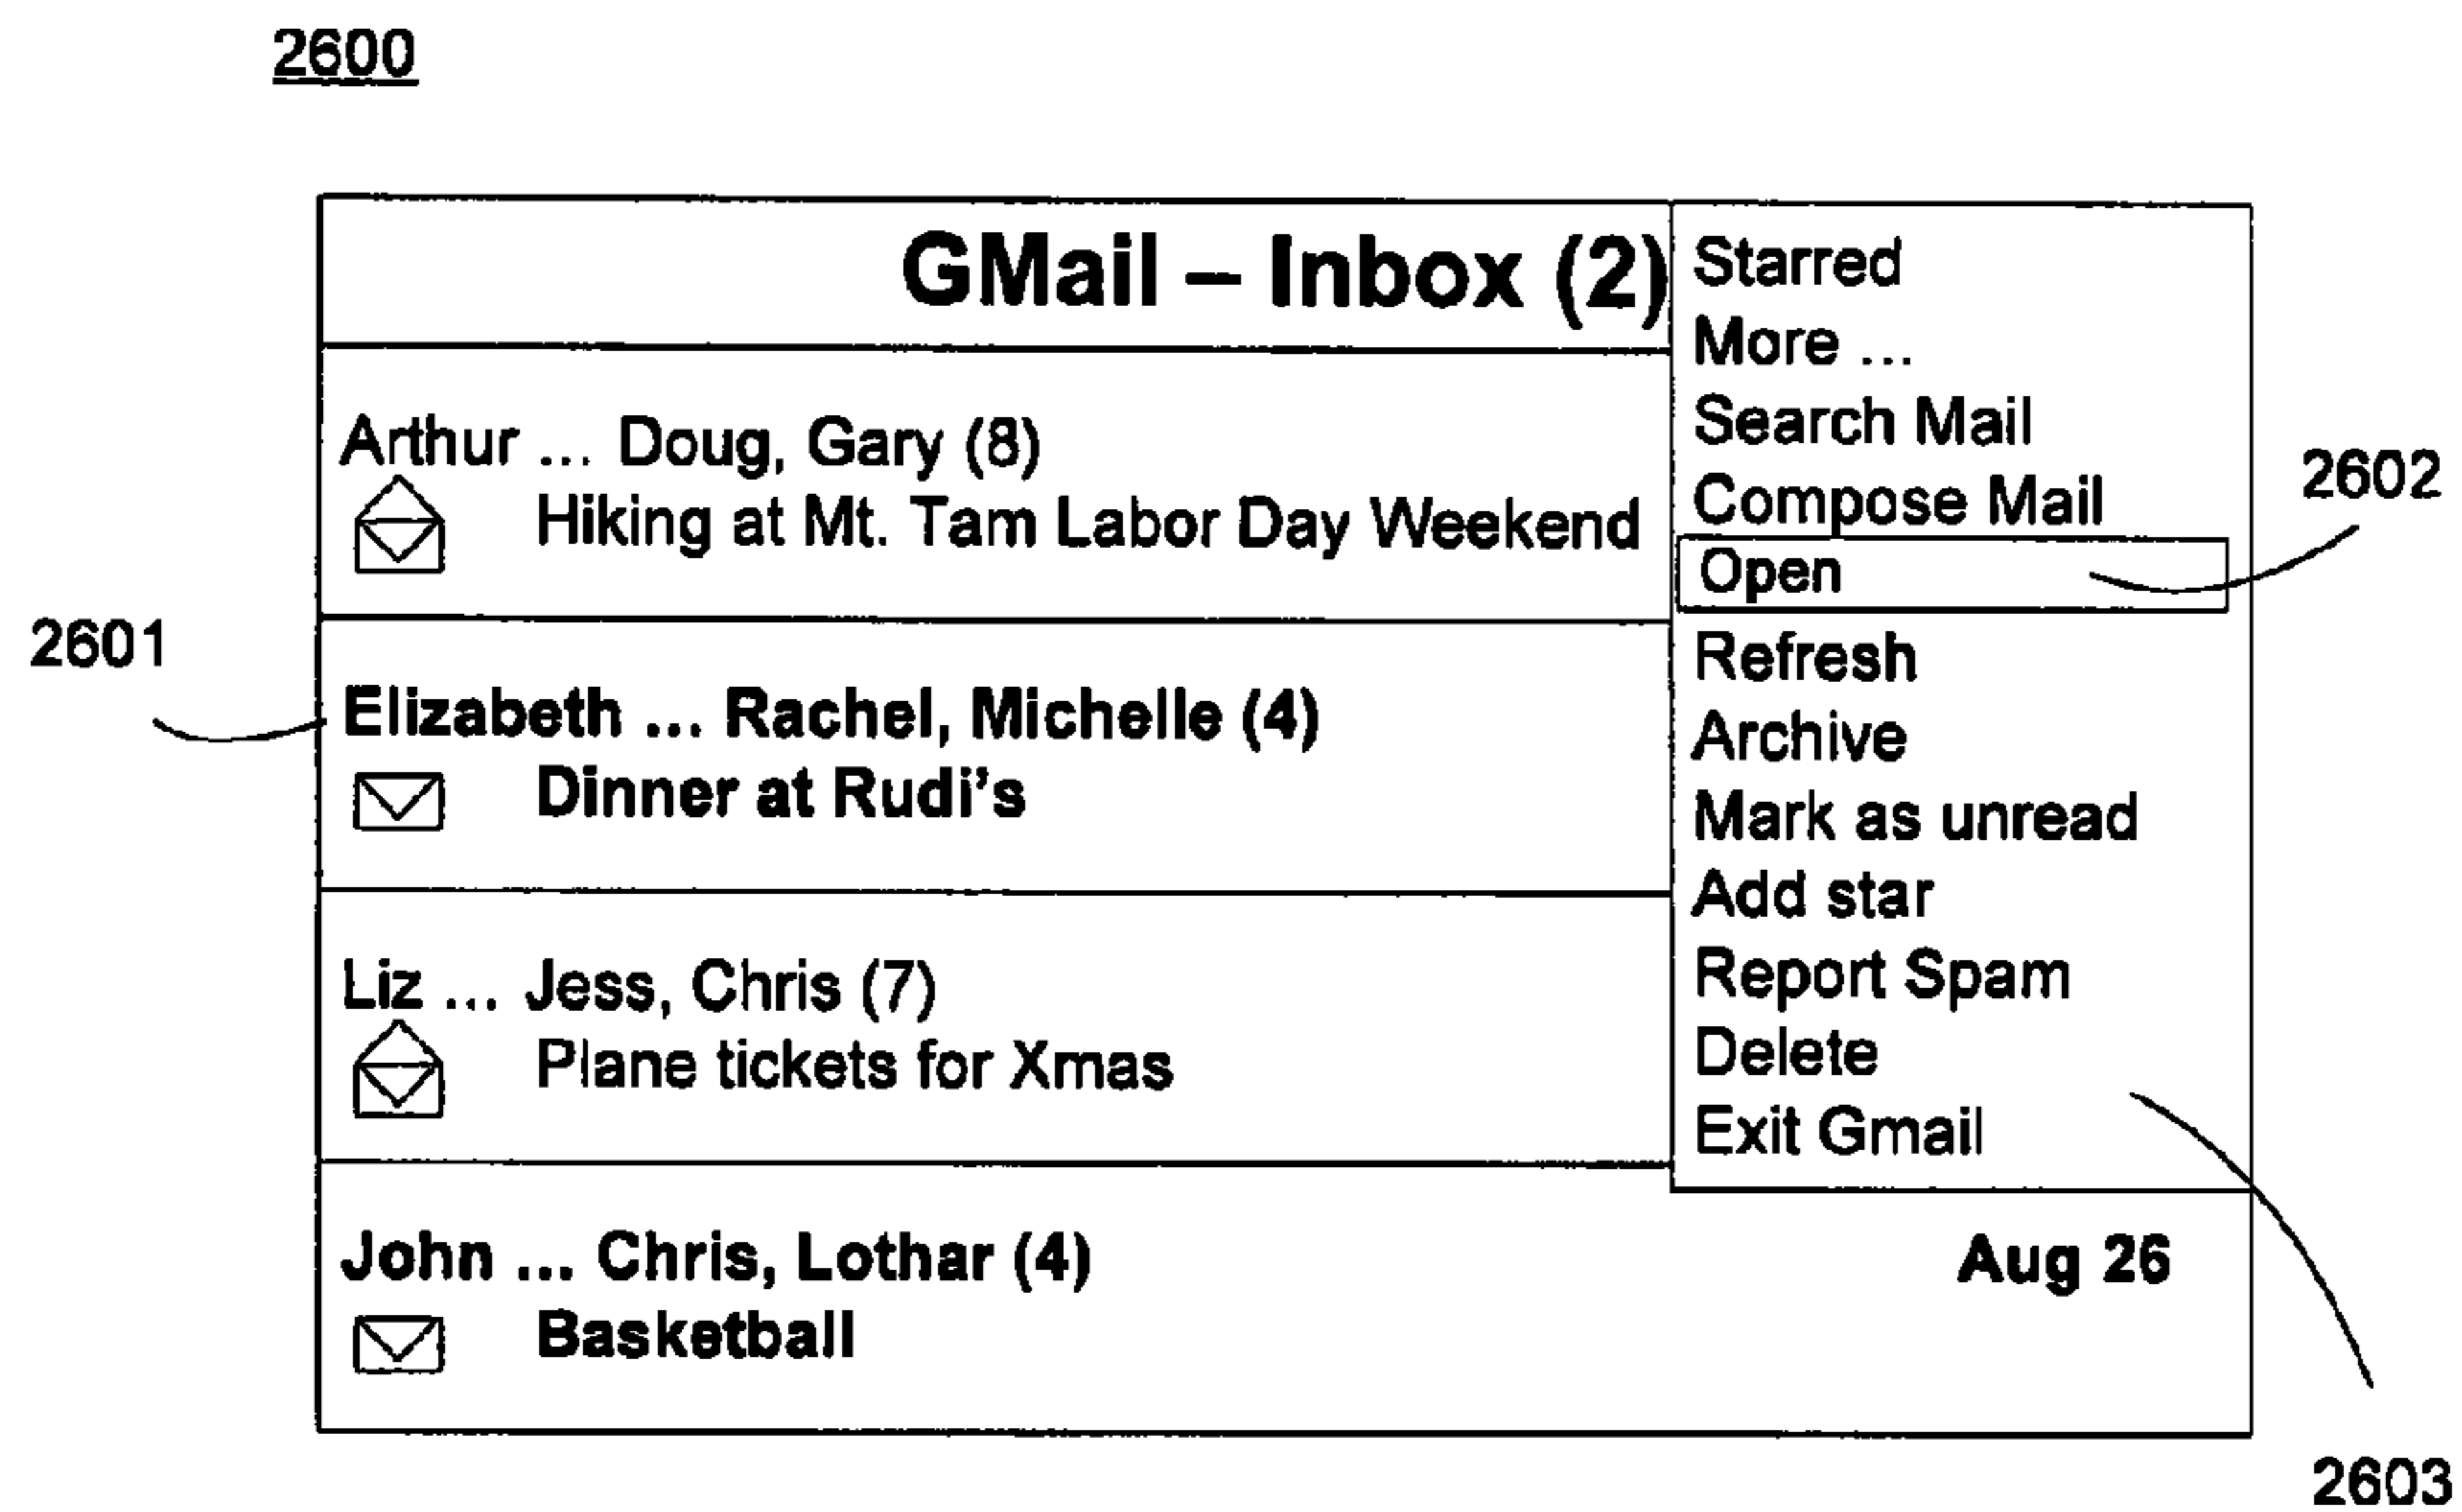 2600
GMail – Inbox (2)
Arthur ... Doug, Gary (8)
Hiking at Mt. Tam Labor Day Weekend
2601
Elizabeth ... Rachel, Michelle (4)
Dinner at Rudi's
Liz ... Jess, Chris (7)
Plane tickets for Xmas
John ... Chris, Lothar (4)
Aug 26
Basketball
Starred
More ...
Search Mail
Compose Mail
Open
2602
Refresh
Archive
Mark as unread
Add star
Report Spam
Delete
Exit Gmail
2603